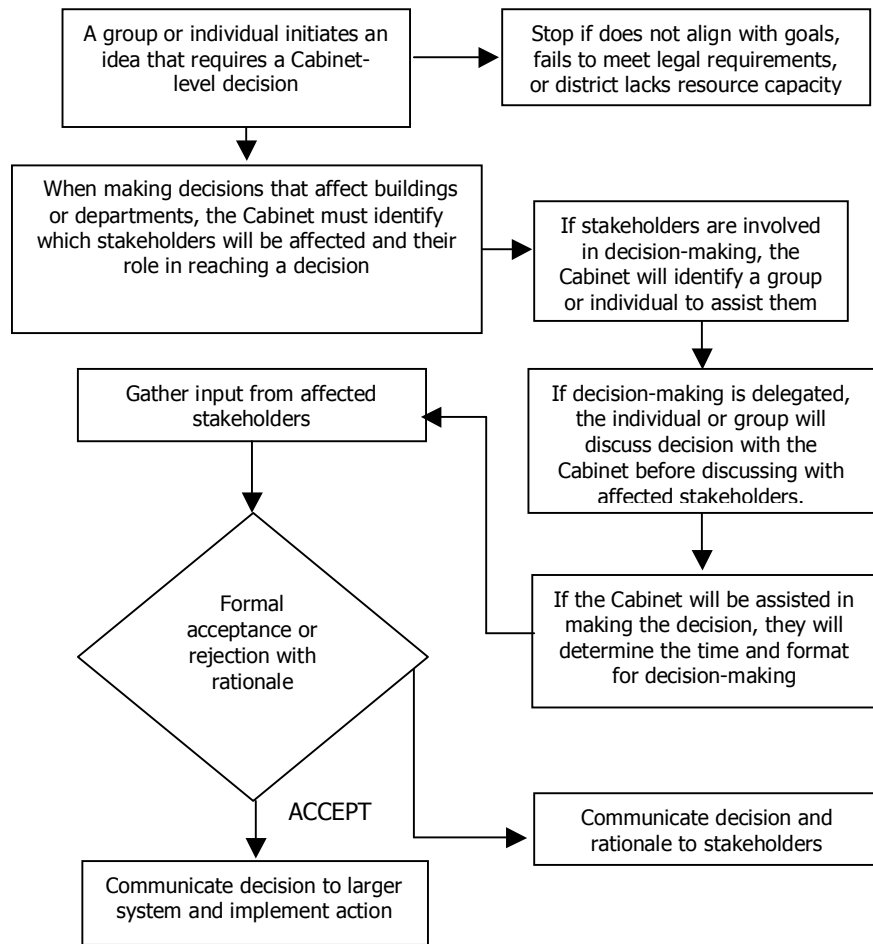 A group or individual initiates an
idea that requires a Cabinet-
level decision
Stop if does not align with goals,
fails to meet legal requirements,
or district lacks resource capacity
When making decisions that affect buildings
or departments, the Cabinet must identify
which stakeholders will be affected and their
role in reaching a decision
If stakeholders are involved
in decision-making, the
Cabinet will identify a group
or individual to assist them
If decision-making is delegated,
the individual or group will
discuss decision with the
Cabinet before discussing with
affected stakeholders.
If the Cabinet will be assisted in
making the decision, they will
determine the time and format
for decision-making
Gather input from affected
stakeholders
Formal
acceptance or
rejection with
rationale
ACCEPT
Communicate decision and
rationale to stakeholders
Communicate decision to larger
system and implement action